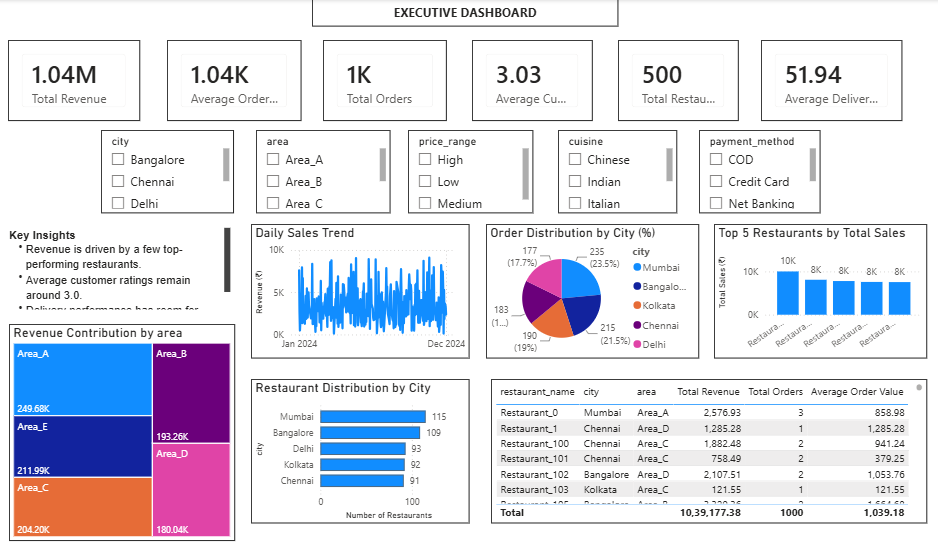 EXECUTIVE DASHBOARD
1.04M
Total Revenue
1.04K
Average Order...
1K
Total Orders
3.03
Average Cu...
500
Total Restau...
51.94
Average Deliver...
city
Bangalore
Chennai
Delhi
area
Area_A
Area_B
Area C
price_range
High
Low
Medium
cuisine
Chinese
Indian
Italian
payment_method
COD
Credit Card
Net Banking
Key Insights
• Revenue is driven by a few top-
performing restaurants.
• Average customer ratings remain
around 3.0.
• Delivery performance has room for
Daily Sales Trend
Revenue (₹)
10K
5K
0K
Jan 2024
Dec 2024
Order Distribution by City (%)
177
(17.7%)
235
(23.5%)
183
(1...)
190
(19%)
215
(21.5%)
city
Mumbai
Bangalo...
Kolkata
Chennai
Delhi
Top 5 Restaurants by Total Sales
Total Sales (₹)
10K
0K
10K
8K
8K
8K
8K
Restaura...
Restaura...
Restaura...
Restaura...
Restaura...
Revenue Contribution by area
Area_A
249.68K
Area_B
193.26K
Area_E
211.99K
Area_D
180.04K
Area_C
204.20K
Restaurant Distribution by City
city
Mumbai 115
Bangalore 109
Delhi 93
Kolkata 92
Chennai 91
0 100
Number of Restaurants
restaurant_name city area Total Revenue Total Orders Average Order Value
Restaurant_0 Mumbai Area_A 2,576.93 3 858.98
Restaurant_1 Chennai Area_D 1,285.28 1 1,285.28
Restaurant_100 Chennai Area_C 1,882.48 2 941.24
Restaurant_101 Chennai Area_C 758.49 2 379.25
Restaurant_102 Bangalore Area_D 2,107.51 2 1,053.76
Restaurant_103 Kolkata Area_C 121.55 1 121.55
Total 10,39,177.38 1000 1,039.18